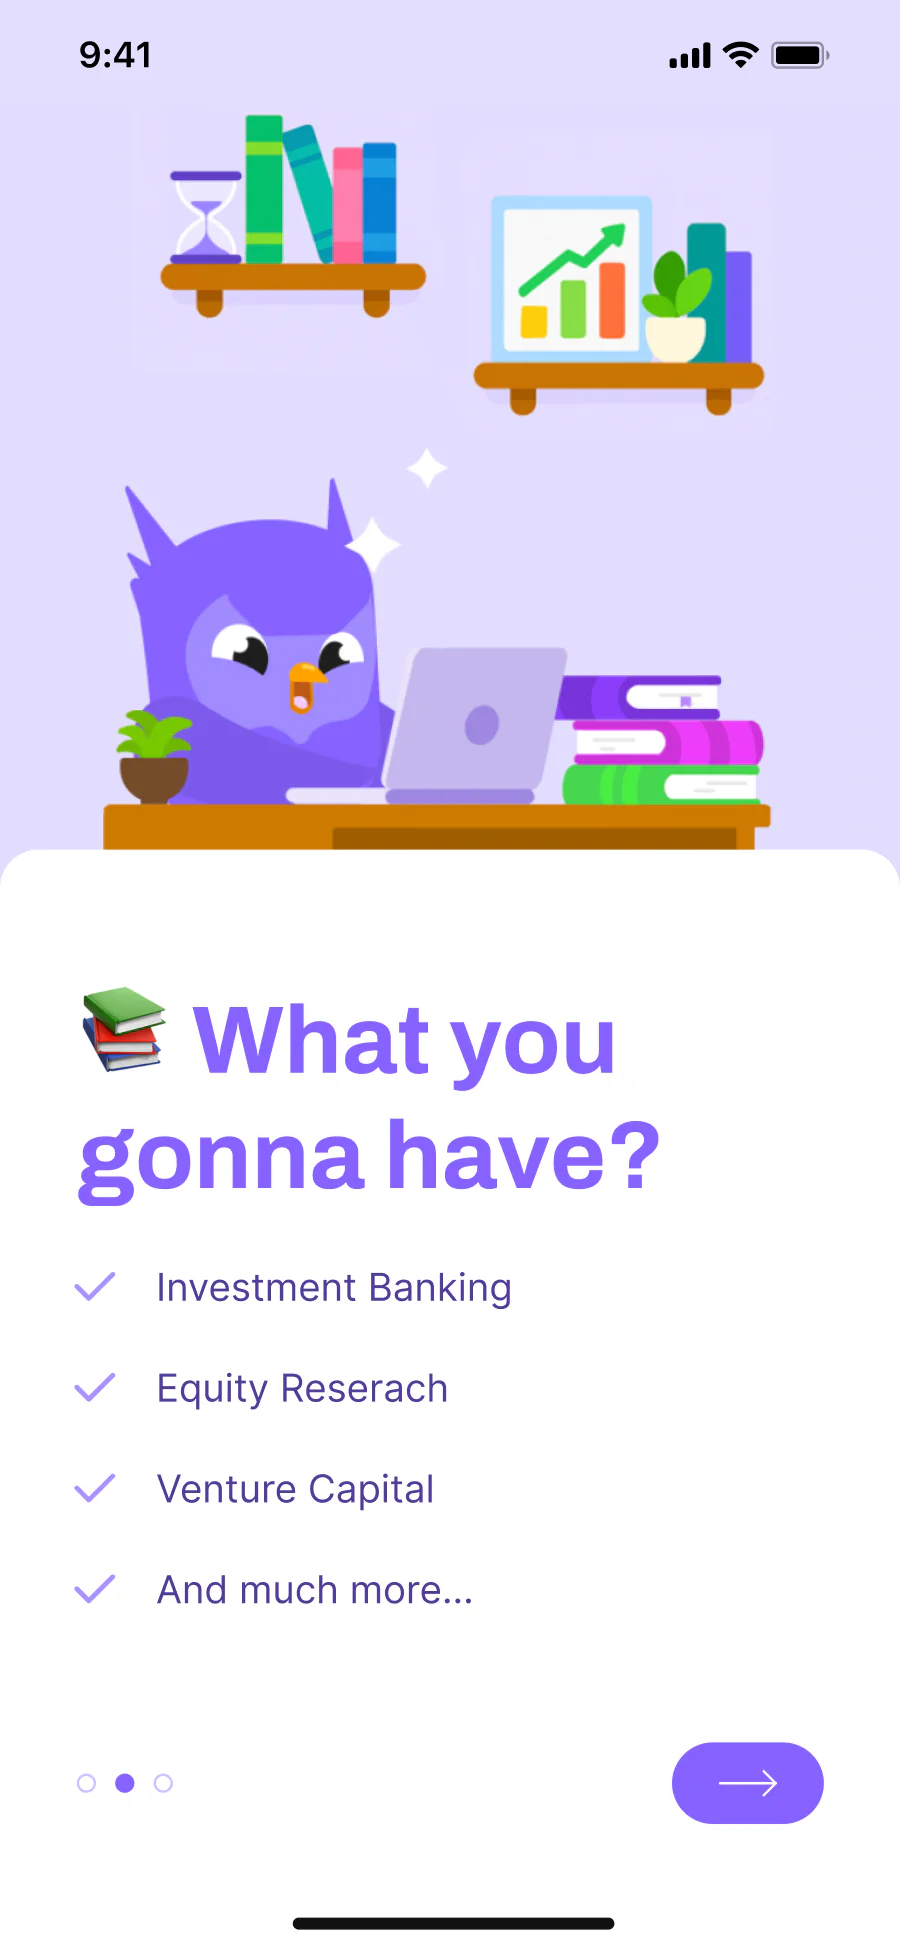 9:41
📚 What you
gonna have?
Investment Banking
Equity Reserach
Venture Capital
And much more...